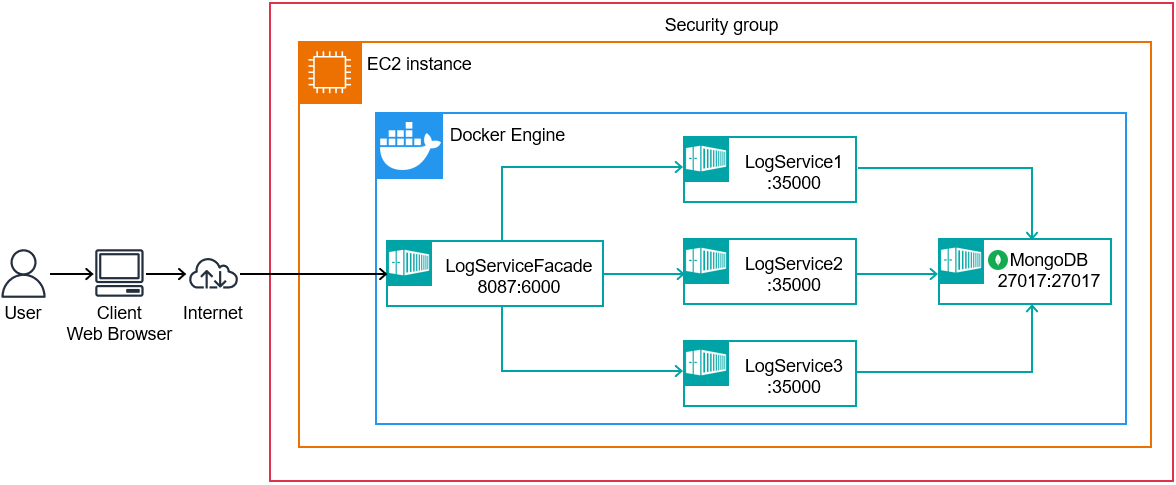 Security group
EC2 instance
Docker Engine
LogService1
:35000
LogServiceFacade
8087:6000
LogService2
:35000
MongoDB
27017:27017
User
Client
Web Browser
Internet
LogService3
:35000